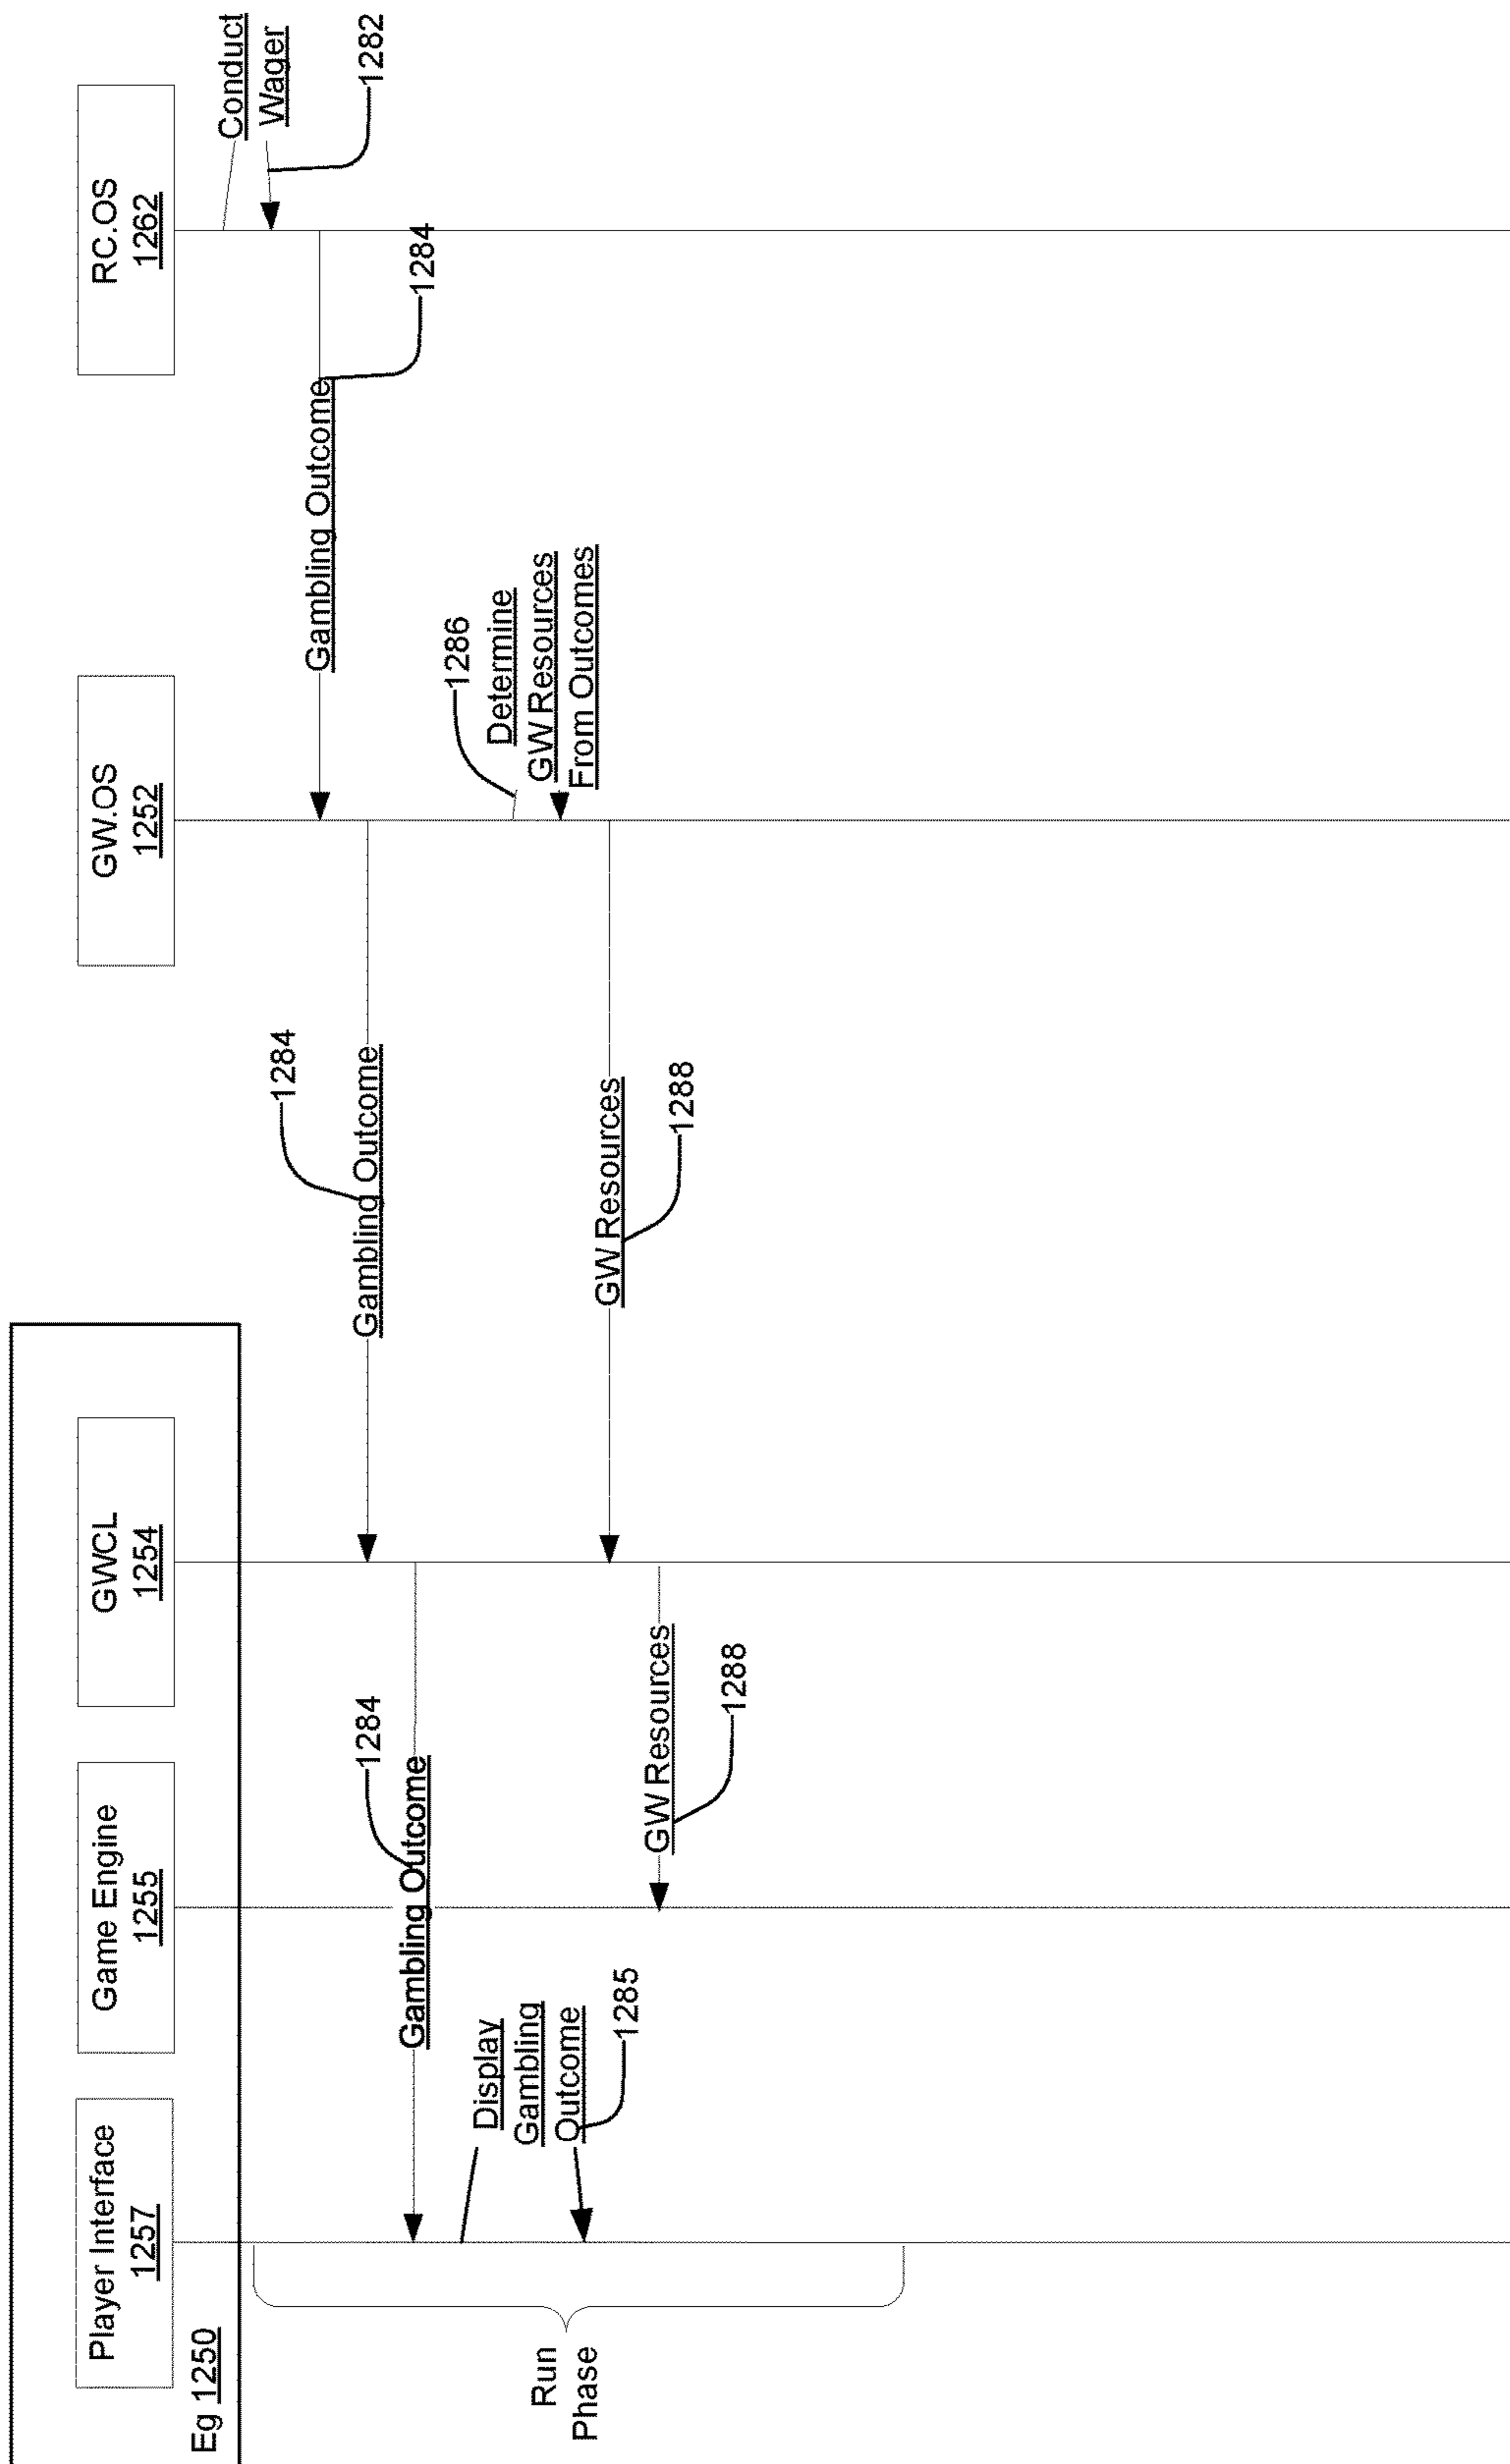 Player Interface
1257
Game Engine
1255
GWCL
1254
GW.OS
1252
RC.OS
1262
Eg 1250
Conduct
Wager
1282
Gambling Outcome
1284
Gambling Outcome
1284
Gambling Outcome
1284
Display
Gambling
Outcome
1285
1286
Determine
GW Resources
From Outcomes
GW Resources
1288
GW Resources
1288
Run
Phase